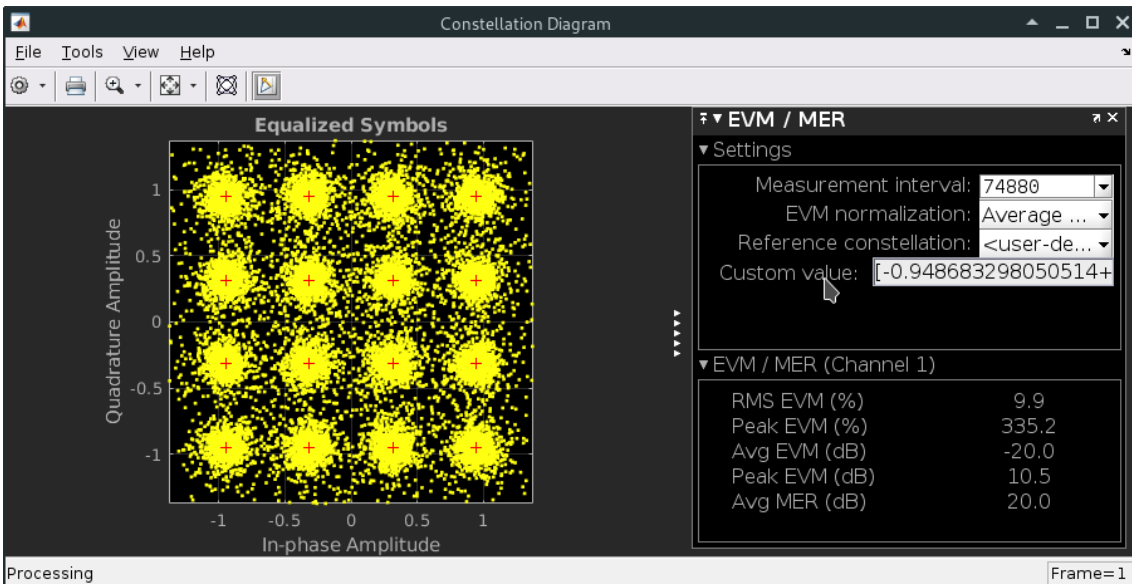 Constellation Diagram
File Tools View Help
Equalized Symbols
Quadrature Amplitude
1
0.5
0
-0.5
-1
-1 -0.5 0 0.5 1
In-phase Amplitude
EVM / MER
Settings
Measurement interval: 74880
EVM normalization: Average ...
Reference constellation: <user-de...
Custom value: [-0.948683298050514+
EVM / MER (Channel 1)
RMS EVM (%) 9.9
Peak EVM (%) 335.2
Avg EVM (dB) -20.0
Peak EVM (dB) 10.5
Avg MER (dB) 20.0
Processing
Frame=1